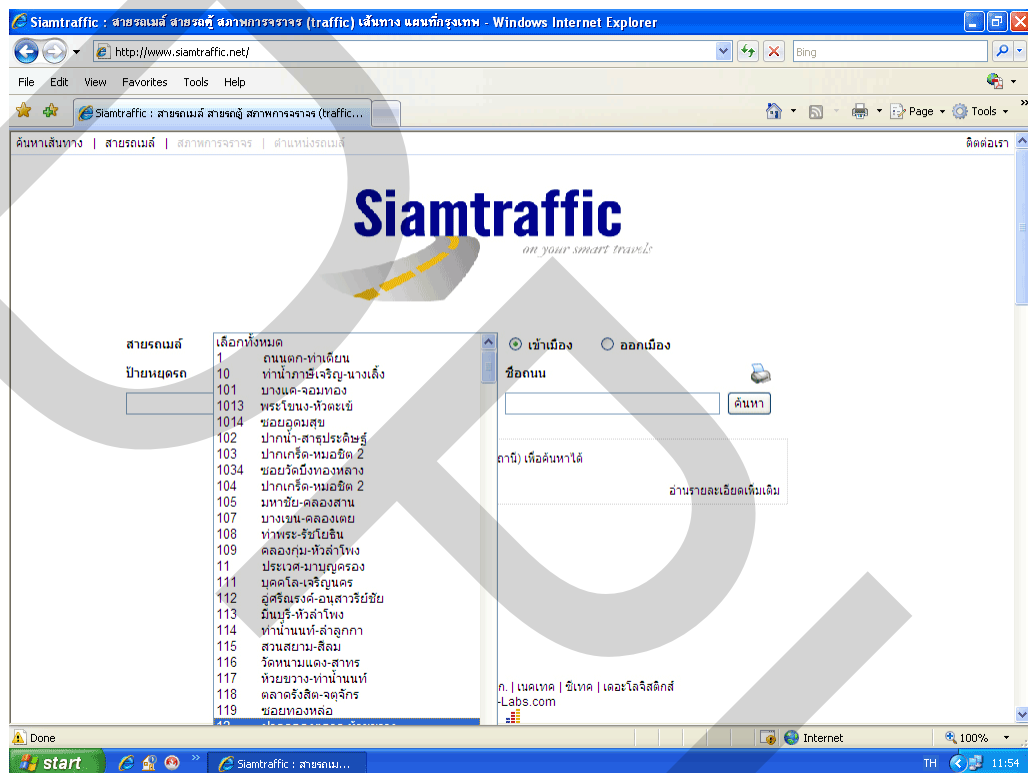 Siamtraffic : สายรถเมล์ สายรถตู้ สภาพการจราจร (traffic) เส้นทาง แผนที่กรุงเทพ - Windows Internet Explorer
http://www.siamtraffic.net/
Bing
File Edit View Favorites Tools Help
Siamtraffic : สายรถเมล์ สายรถตู้ สภาพการจราจร (traffic...
Page Tools
ค้นหาเส้นทาง | สายรถเมล์ | สภาพการจราจร | ตำแหน่งรถเมล์ ติดต่อเรา
Siamtraffic
on your smart travels
สายรถเมล์ เลือกทั้งหมด เข้าเมือง ออกเมือง
1 ถนนตก-ท่าเตียน
ป้ายหยุดรถ 10 ท่าน้ำภาษีเจริญ-นางเลิ้ง ชื่อถนน
101 บางแค-จอมทอง
1013 พระโขนง-หัวตะเข้ ค้นหา
1014 ซอยอุดมสุข
102 ปากน้ำ-สาธุประดิษฐ์
103 ปากเกร็ด-หมอชิต 2 ถานี) เพื่อค้นหาได้
1034 ซอยวัดบึงทองหลาง
104 ปากเกร็ด-หมอชิต 2 อ่านรายละเอียดเพิ่มเติม
105 มหาชัย-คลองสาน
107 บางเขน-คลองเตย
108 ท่าพระ-รัชโยธิน
109 คลองกุ่ม-หัวลำโพง
11 ประเวศ-มาบุญครอง
111 บุคคโล-เจริญนคร
112 อู่ศรีณรงค์-อนุสาวรีย์ชัย
113 มีนบุรี-หัวลำโพง
114 ท่าน้ำนนท์-ลำลูกกา
115 สวนสยาม-สีลม
116 วัดหนามแดง-สาทร
117 ห้วยขวาง-ท่าน้ำนนท์
118 ตลาดรังสิต-จตุจักร ก. | เนคเทค | ซีเทค | เดอะโลจิสติกส์
119 ซอยทองหล่อ -Labs.com
Done Internet 100%
start Siamtraffic : สายรถเม... TH 11:54